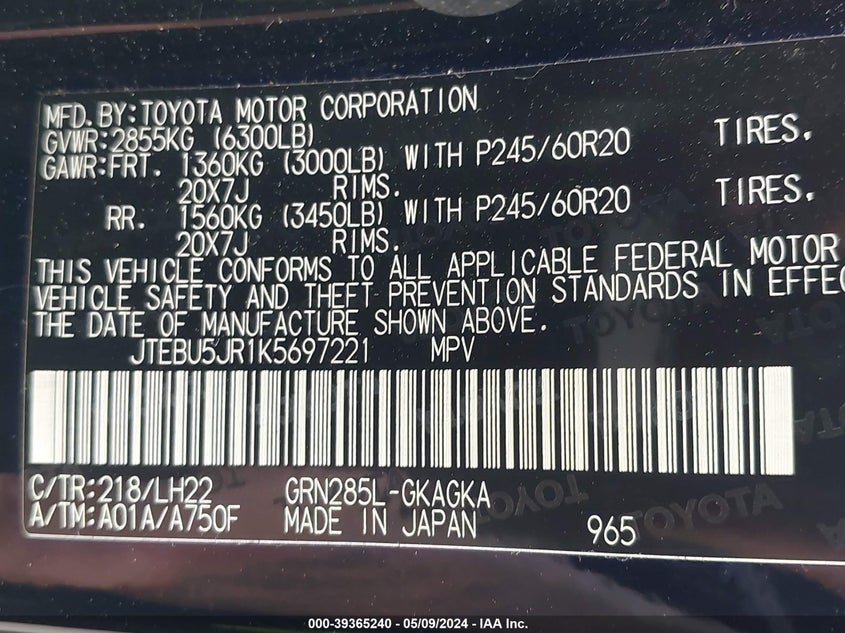 MFD.BY:TOYOTA MOTOR CORPORATION
GVWR:2855KG (6300LB)
GAWR:FRT. 1360KG (3000LB) WITH P245/60R20 TIRES.
20X7J RIMS.
RR. 1560KG (3450LB) WITH P245/60R20 TIRES.
20X7J RIMS.
THIS VEHICLE CONFORMS TO ALL APPLICABLE FEDERAL MOTOR
VEHICLE SAFETY AND THEFT PREVENTION STANDARDS IN EFFEC
THE DATE OF MANUFACTURE SHOWN ABOVE.
JTEBU5JR1K5697221 MPV
C/TR:218/LH22 GRN285L-GKAGKA
A/TM:A01A/A750F MADE IN JAPAN 965
TOYOTA
TOYOTA
TOYOTA
000-39365240 - 05/09/2024 - IAA Inc.